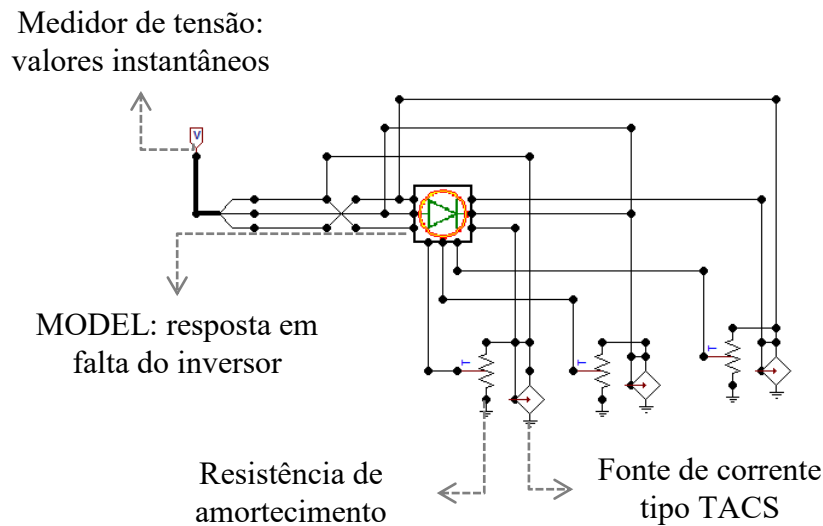 Medidor de tensão:
valores instantâneos
V
MODEL: resposta em
falta do inversor
T
T
T
Resistência de
amortecimento
Fonte de corrente
tipo TACS